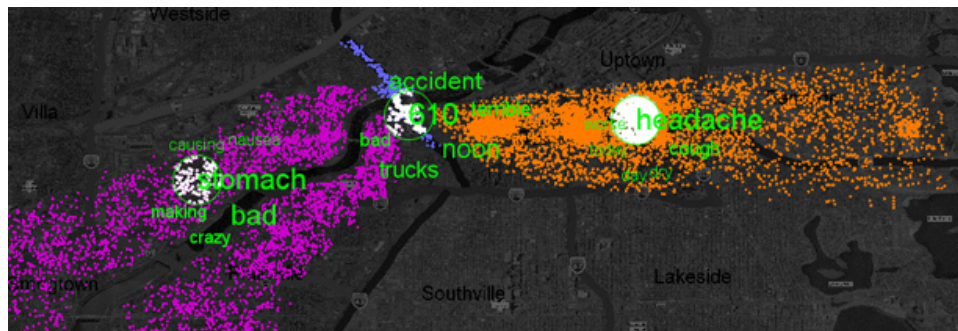 Westside
Uptown
accident
Villa
610
terrible
headache
causing
nausea
bad
noon
cough
trucks
stomach
making
bad
crazy
Lakeside
Southville